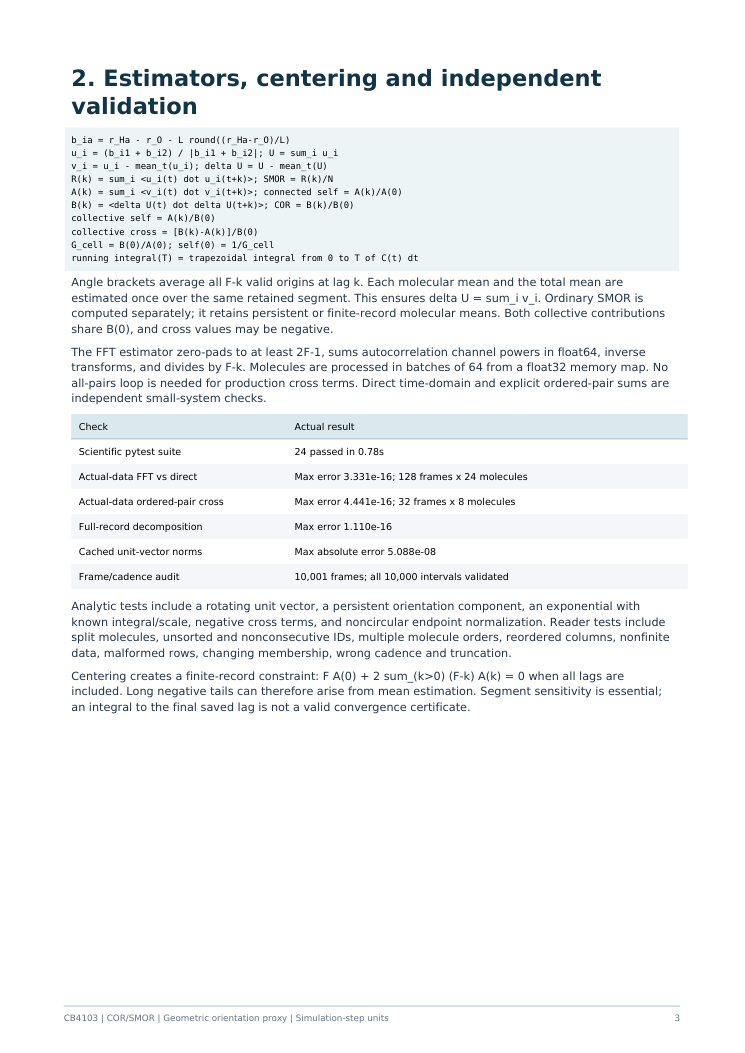 2. Estimators, centering and independent
validation
b_ia = r_Ha - r_O - L round((r_Ha-r_O)/L)
u_i = (b_i1 + b_i2) / |b_i1 + b_i2|; U = sum_i u_i
v_i = u_i - mean_t(u_i); delta U = U - mean_t(U)
R(k) = sum_i <u_i(t) dot u_i(t+k)>; SMOR = R(k)/N
A(k) = sum_i <v_i(t) dot v_i(t+k)>; connected self = A(k)/A(0)
B(k) = <delta U(t) dot delta U(t+k)>; COR = B(k)/B(0)
collective self = A(k)/B(0)
collective cross = [B(k)-A(k)]/B(0)
G_cell = B(0)/A(0); self(0) = 1/G_cell
running integral(T) = trapezoidal integral from 0 to T of C(t) dt
Angle brackets average all F-k valid origins at lag k. Each molecular mean and the total mean are
estimated once over the same retained segment. This ensures delta U = sum_i v_i. Ordinary SMOR is
computed separately; it retains persistent or finite-record molecular means. Both collective contributions
share B(0), and cross values may be negative.
The FFT estimator zero-pads to at least 2F-1, sums autocorrelation channel powers in float64, inverse
transforms, and divides by F-k. Molecules are processed in batches of 64 from a float32 memory map. No
all-pairs loop is needed for production cross terms. Direct time-domain and explicit ordered-pair sums are
independent small-system checks.
Check Actual result
Scientific pytest suite 24 passed in 0.78s
Actual-data FFT vs direct Max error 3.331e-16; 128 frames x 24 molecules
Actual-data ordered-pair cross Max error 4.441e-16; 32 frames x 8 molecules
Full-record decomposition Max error 1.110e-16
Cached unit-vector norms Max absolute error 5.088e-08
Frame/cadence audit 10,001 frames; all 10,000 intervals validated
Analytic tests include a rotating unit vector, a persistent orientation component, an exponential with
known integral/scale, negative cross terms, and noncircular endpoint normalization. Reader tests include
split molecules, unsorted and nonconsecutive IDs, multiple molecule orders, reordered columns, nonfinite
data, malformed rows, changing membership, wrong cadence and truncation.
Centering creates a finite-record constraint: F A(0) + 2 sum_(k>0) (F-k) A(k) = 0 when all lags are
included. Long negative tails can therefore arise from mean estimation. Segment sensitivity is essential;
an integral to the final saved lag is not a valid convergence certificate.
CB4103 | COR/SMOR | Geometric orientation proxy | Simulation-step units 3